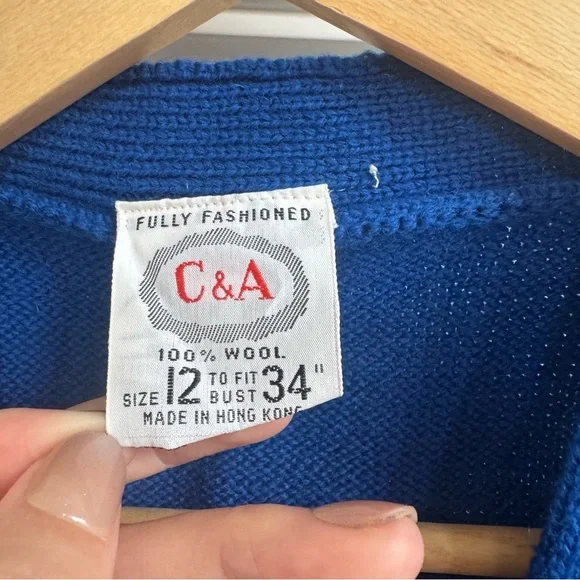 FULLY FASHIONED
C&A
100% WOOL
SIZE 12 TO FIT BUST 34"
MADE IN HONG KONG